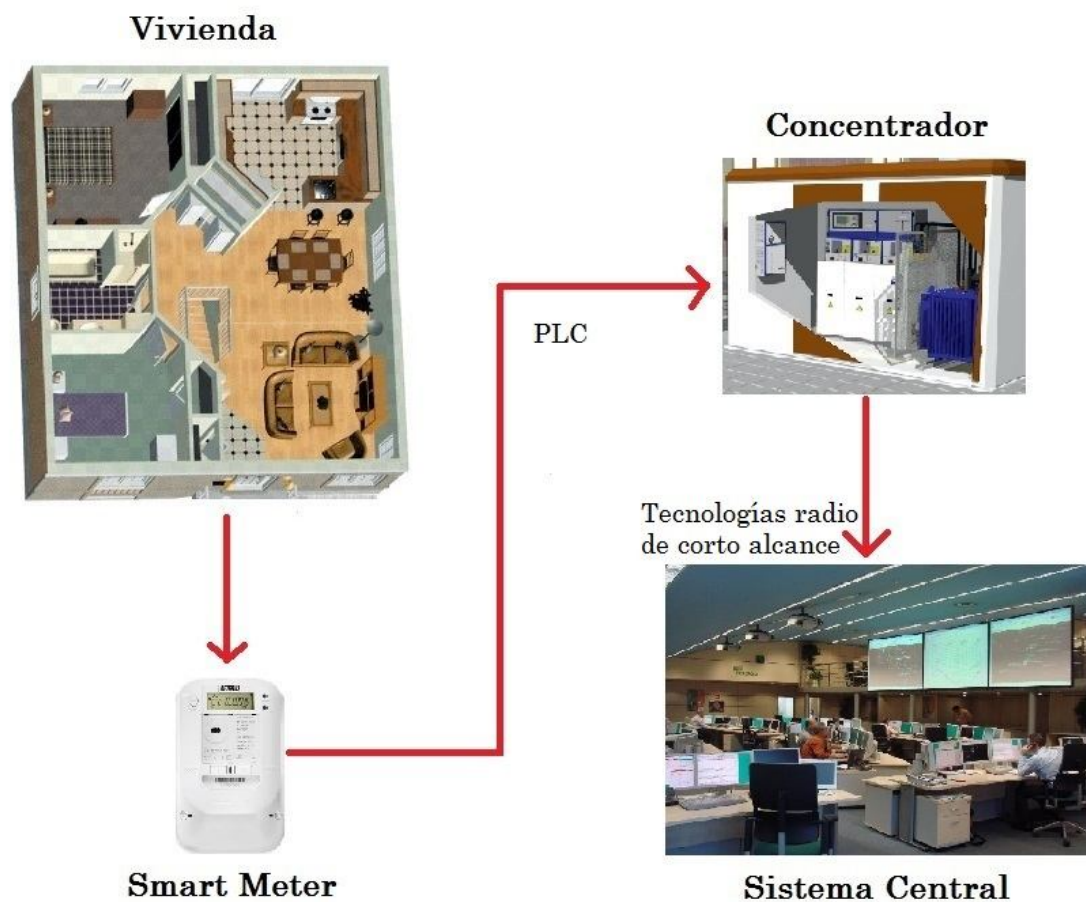 Vivienda
Concentrador
PLC
Tecnologías radio
de corto alcance
Smart Meter
Sistema Central